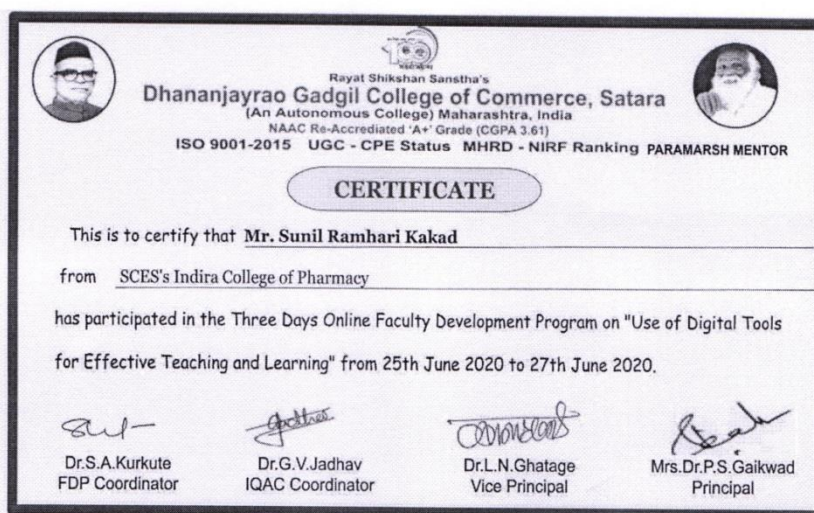 Rayat Shikshan Sanstha's
Dhananjayrao Gadgil College of Commerce, Satara
(An Autonomous College) Maharashtra, India
NAAC Re-Accredited 'A+' Grade (CGPA 3.61)
ISO 9001-2015 UGC - CPE Status MHRD - NIRF Ranking PARAMARSH MENTOR
CERTIFICATE
This is to certify that Mr. Sunil Ramhari Kakad
from SCES's Indira College of Pharmacy
has participated in the Three Days Online Faculty Development Program on "Use of Digital Tools
for Effective Teaching and Learning" from 25th June 2020 to 27th June 2020.
Dr.S.A.Kurkute Dr.G.V.Jadhav Dr.L.N.Ghatage Mrs.Dr.P.S.Gaikwad
FDP Coordinator IQAC Coordinator Vice Principal Principal